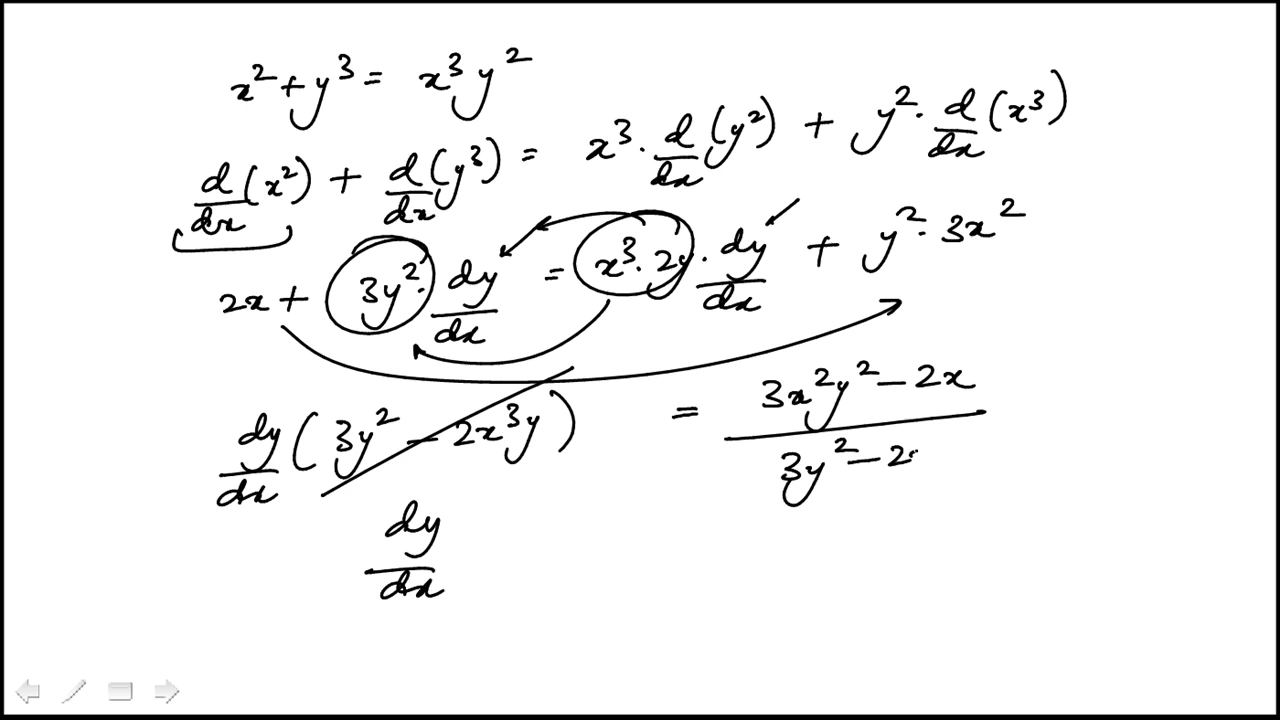 x² + y³ = x³y²
d/dx (x²) + d/dx (y³) = x³ · d/dx (y²) + y² · d/dx (x³)
2x + 3y² · dy/dx = x³ · 2y · dy/dx + y² · 3x²
dy/dx (3y² − 2x³y) = (3x²y² − 2x)/(3y² − 2
dy/dx